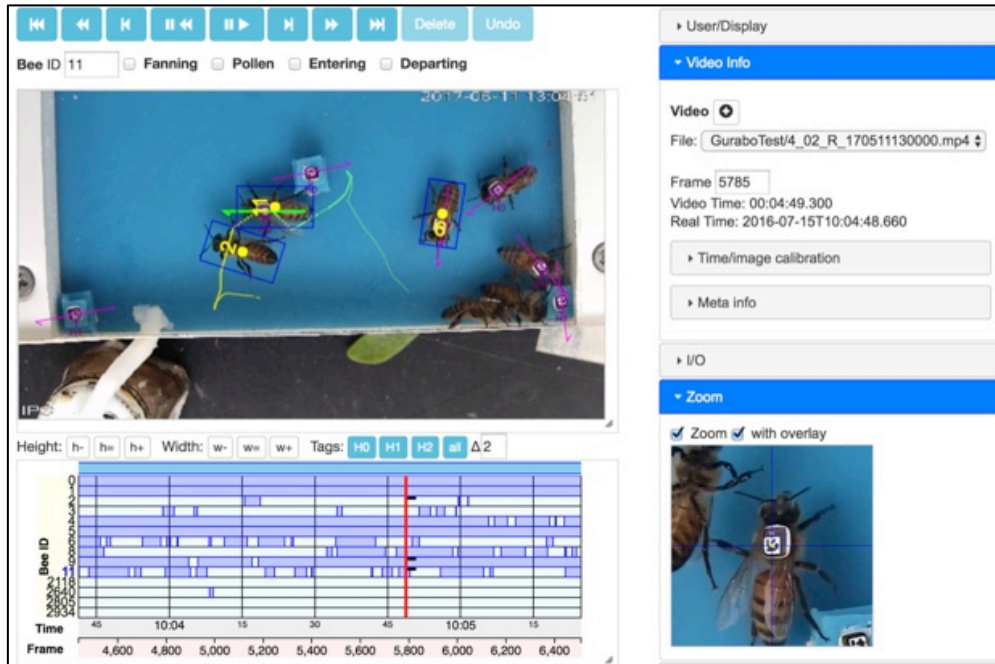 Delete Undo
Bee ID 11 Fanning Pollen Entering Departing
2017-06-11 13:04:51
11
2
IPC
Height: h- h= h+ Width: w- w= w+ Tags: H0 H1 H2 all Δ 2
Bee ID
0
1
2
3
4
5
6
8
9
11
2118
2640
2805
2934
Time 45 10:04 15 30 45 10:05 15
Frame 4,600 4,800 5,000 5,200 5,400 5,600 5,800 6,000 6,200 6,400
User/Display
Video Info
Video
File: GuraboTest/4_02_R_170511130000.mp4
Frame 5785
Video Time: 00:04:49.300
Real Time: 2016-07-15T10:04:48.660
Time/image calibration
Meta info
I/O
Zoom
Zoom with overlay